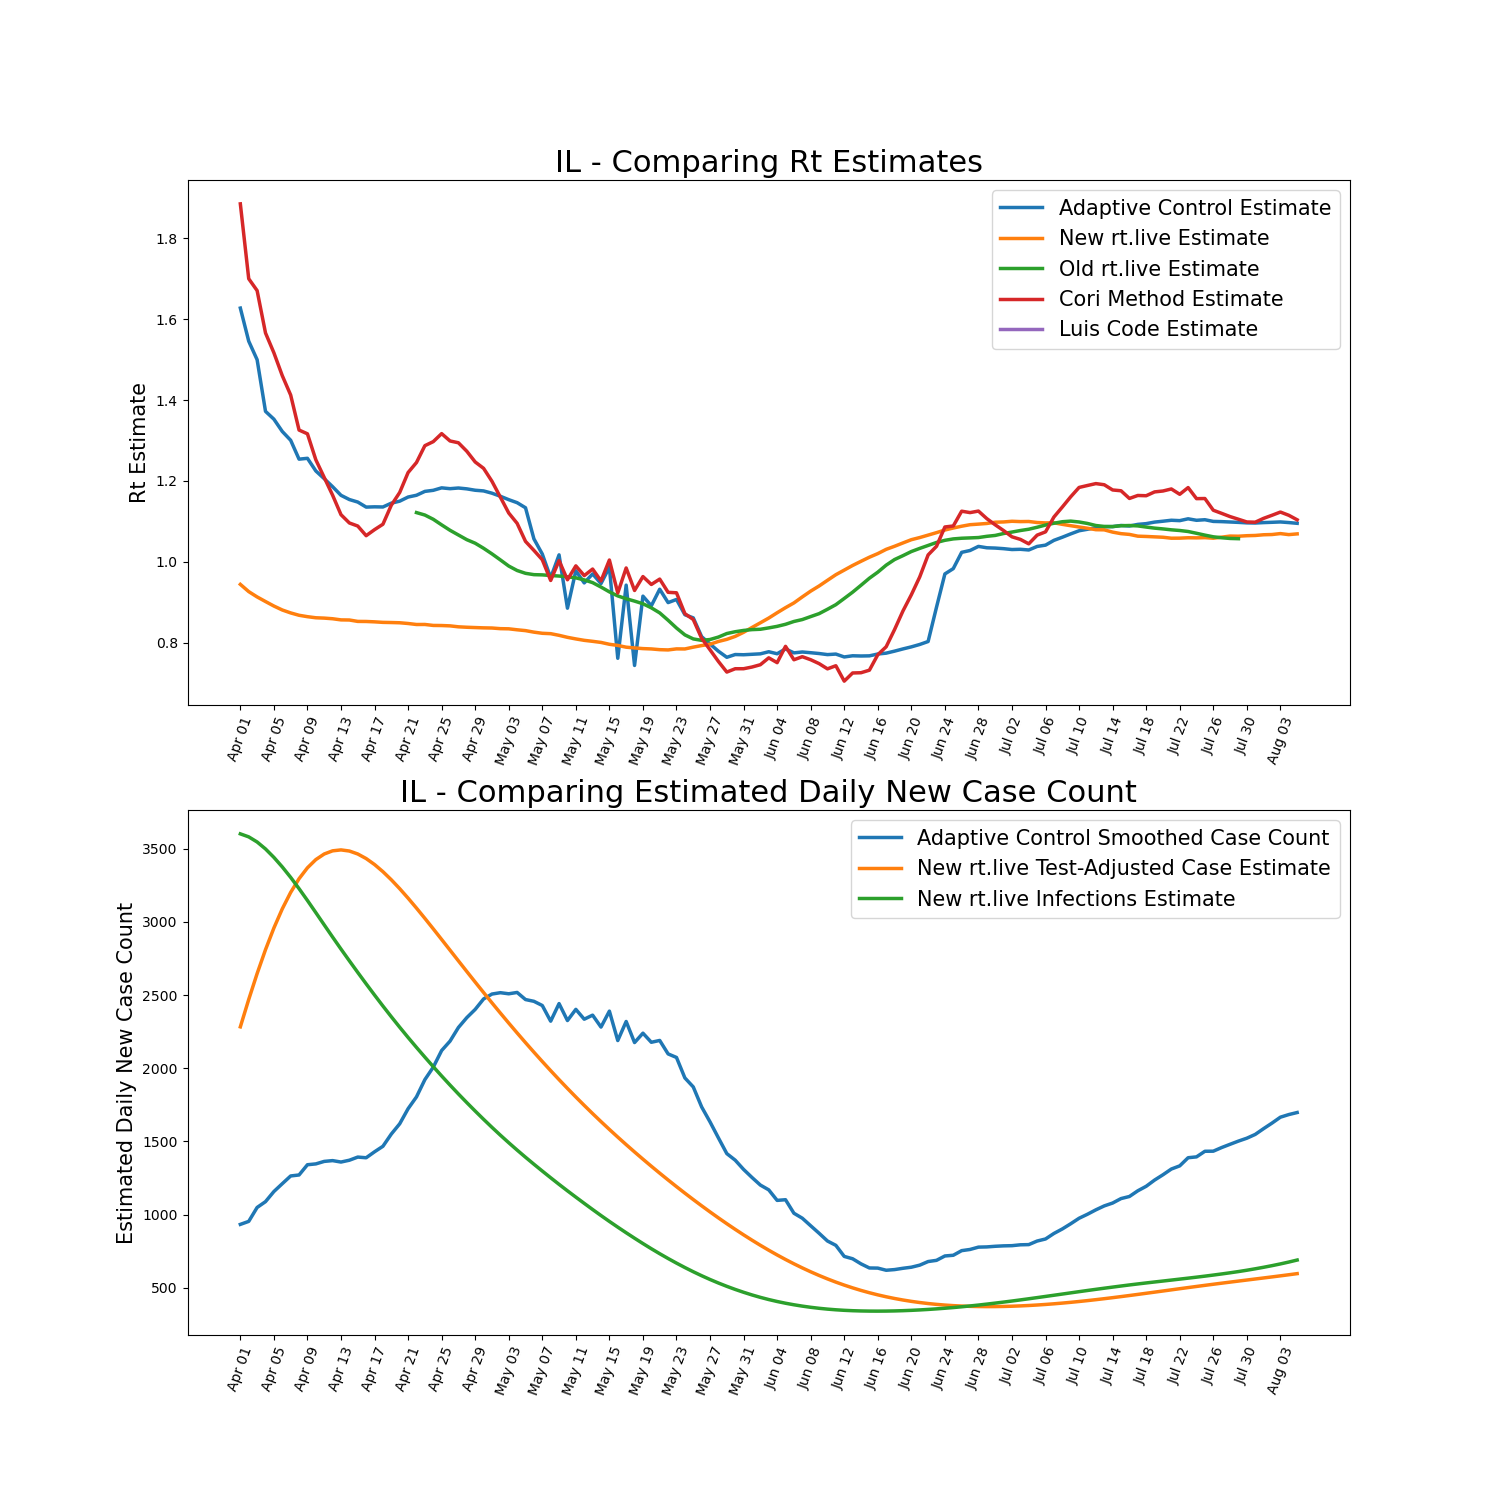 IL - Comparing Rt Estimates
Rt Estimate
1.8
1.6
1.4
1.2
1.0
0.8
Adaptive Control Estimate
New rt.live Estimate
Old rt.live Estimate
Cori Method Estimate
Luis Code Estimate
Apr 01
Apr 05
Apr 09
Apr 13
Apr 17
Apr 21
Apr 25
Apr 29
May 03
May 07
May 11
May 15
May 19
May 23
May 27
May 31
Jun 04
Jun 08
Jun 12
Jun 16
Jun 20
Jun 24
Jun 28
Jul 02
Jul 06
Jul 10
Jul 14
Jul 18
Jul 22
Jul 26
Jul 30
Aug 03
IL - Comparing Estimated Daily New Case Count
Estimated Daily New Case Count
3500
3000
2500
2000
1500
1000
500
Adaptive Control Smoothed Case Count
New rt.live Test-Adjusted Case Estimate
New rt.live Infections Estimate
Apr 01
Apr 05
Apr 09
Apr 13
Apr 17
Apr 21
Apr 25
Apr 29
May 03
May 07
May 11
May 15
May 19
May 23
May 27
May 31
Jun 04
Jun 08
Jun 12
Jun 16
Jun 20
Jun 24
Jun 28
Jul 02
Jul 06
Jul 10
Jul 14
Jul 18
Jul 22
Jul 26
Jul 30
Aug 03